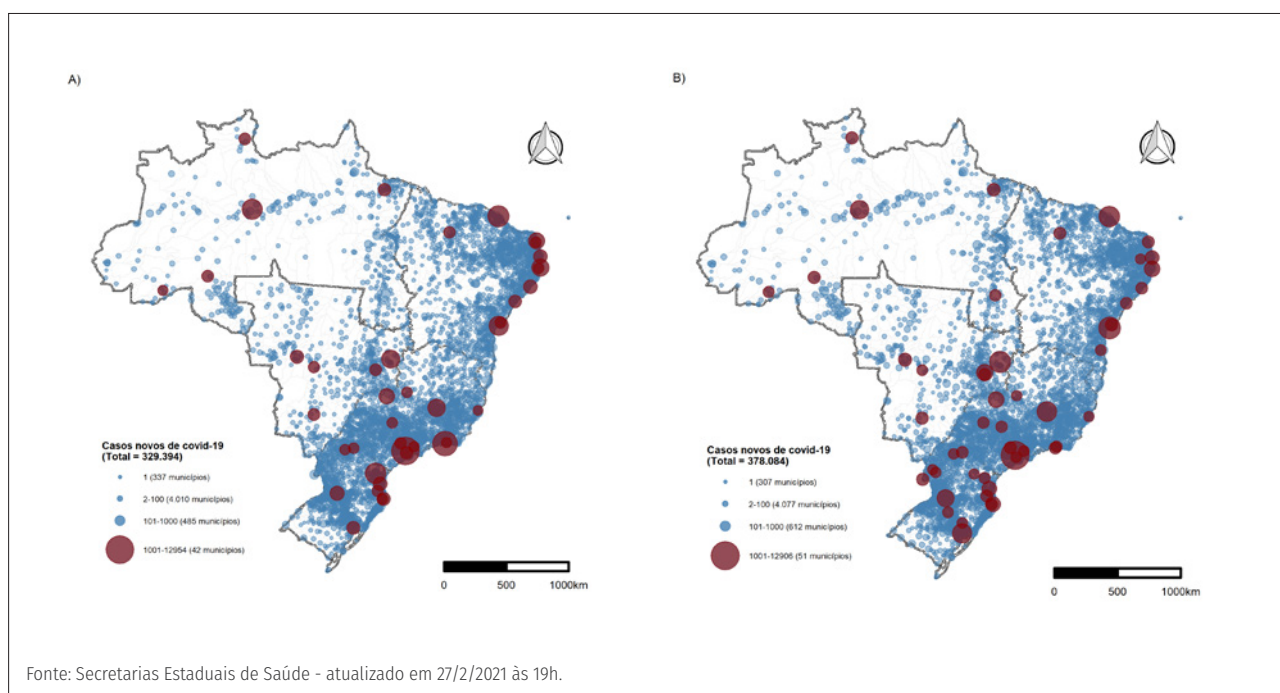 A)
Casos novos de covid-19
(Total = 329.394)
1 (337 municípios)
2-100 (4.010 municípios)
101-1000 (485 municípios)
1001-12954 (42 municípios)
0 500 1000km
B)
Casos novos de covid-19
(Total = 378.084)
1 (307 municípios)
2-100 (4.077 municípios)
101-1000 (612 municípios)
1001-12906 (51 municípios)
0 500 1000km
Fonte: Secretarias Estaduais de Saúde - atualizado em 27/2/2021 às 19h.